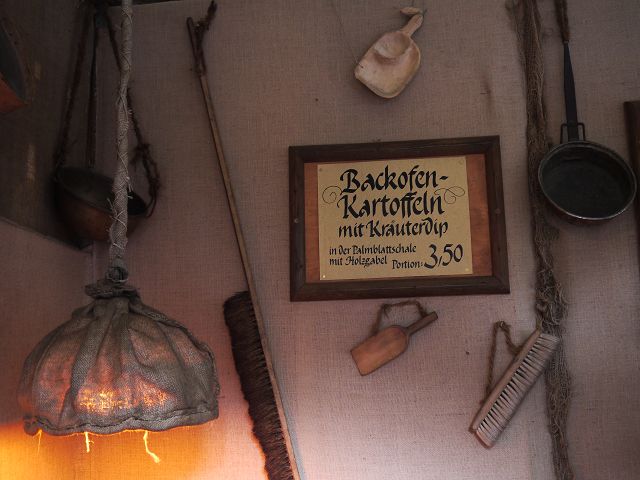 Backofen-
Kartoffeln
mit Kräuterdip
in der Palmblattschale
mit Holzgabel Portion: 3,50